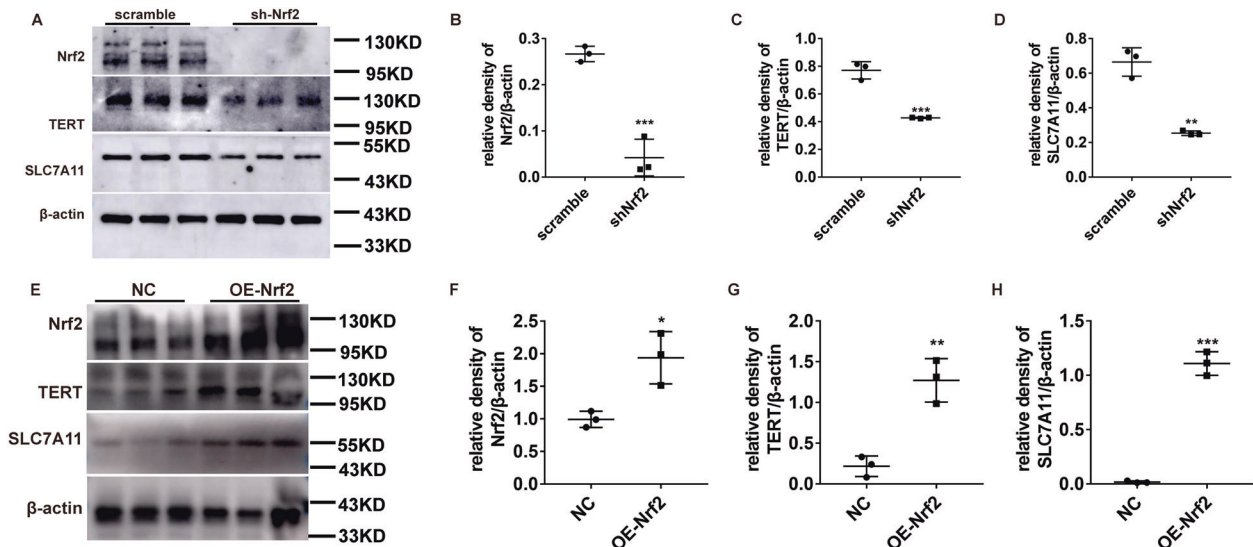 A
scramble
sh-Nrf2
Nrf2
130KD
95KD
TERT
130KD
95KD
SLC7A11
55KD
43KD
β-actin
43KD
33KD
B
relative density of
Nrf2/β-actin
0.3
0.2
0.1
0.0
***
scramble
shNrf2
C
relative density of
TERT/β-actin
1.0
0.8
0.6
0.4
0.2
0.0
***
scramble
shNrf2
D
relative density of
SLC7A11/β-actin
0.8
0.6
0.4
0.2
0.0
**
scramble
shNrf2
E
NC
OE-Nrf2
Nrf2
130KD
95KD
TERT
130KD
95KD
SLC7A11
55KD
43KD
β-actin
43KD
33KD
F
relative density of
Nrf2/β-actin
2.5
2.0
1.5
1.0
0.5
0.0
*
NC
OE-Nrf2
G
relative density of
TERT/β-actin
2.0
1.5
1.0
0.5
0.0
**
NC
OE-Nrf2
H
relative density of
SLC7A11/β-actin
1.5
1.0
0.5
0.0
***
NC
OE-Nrf2